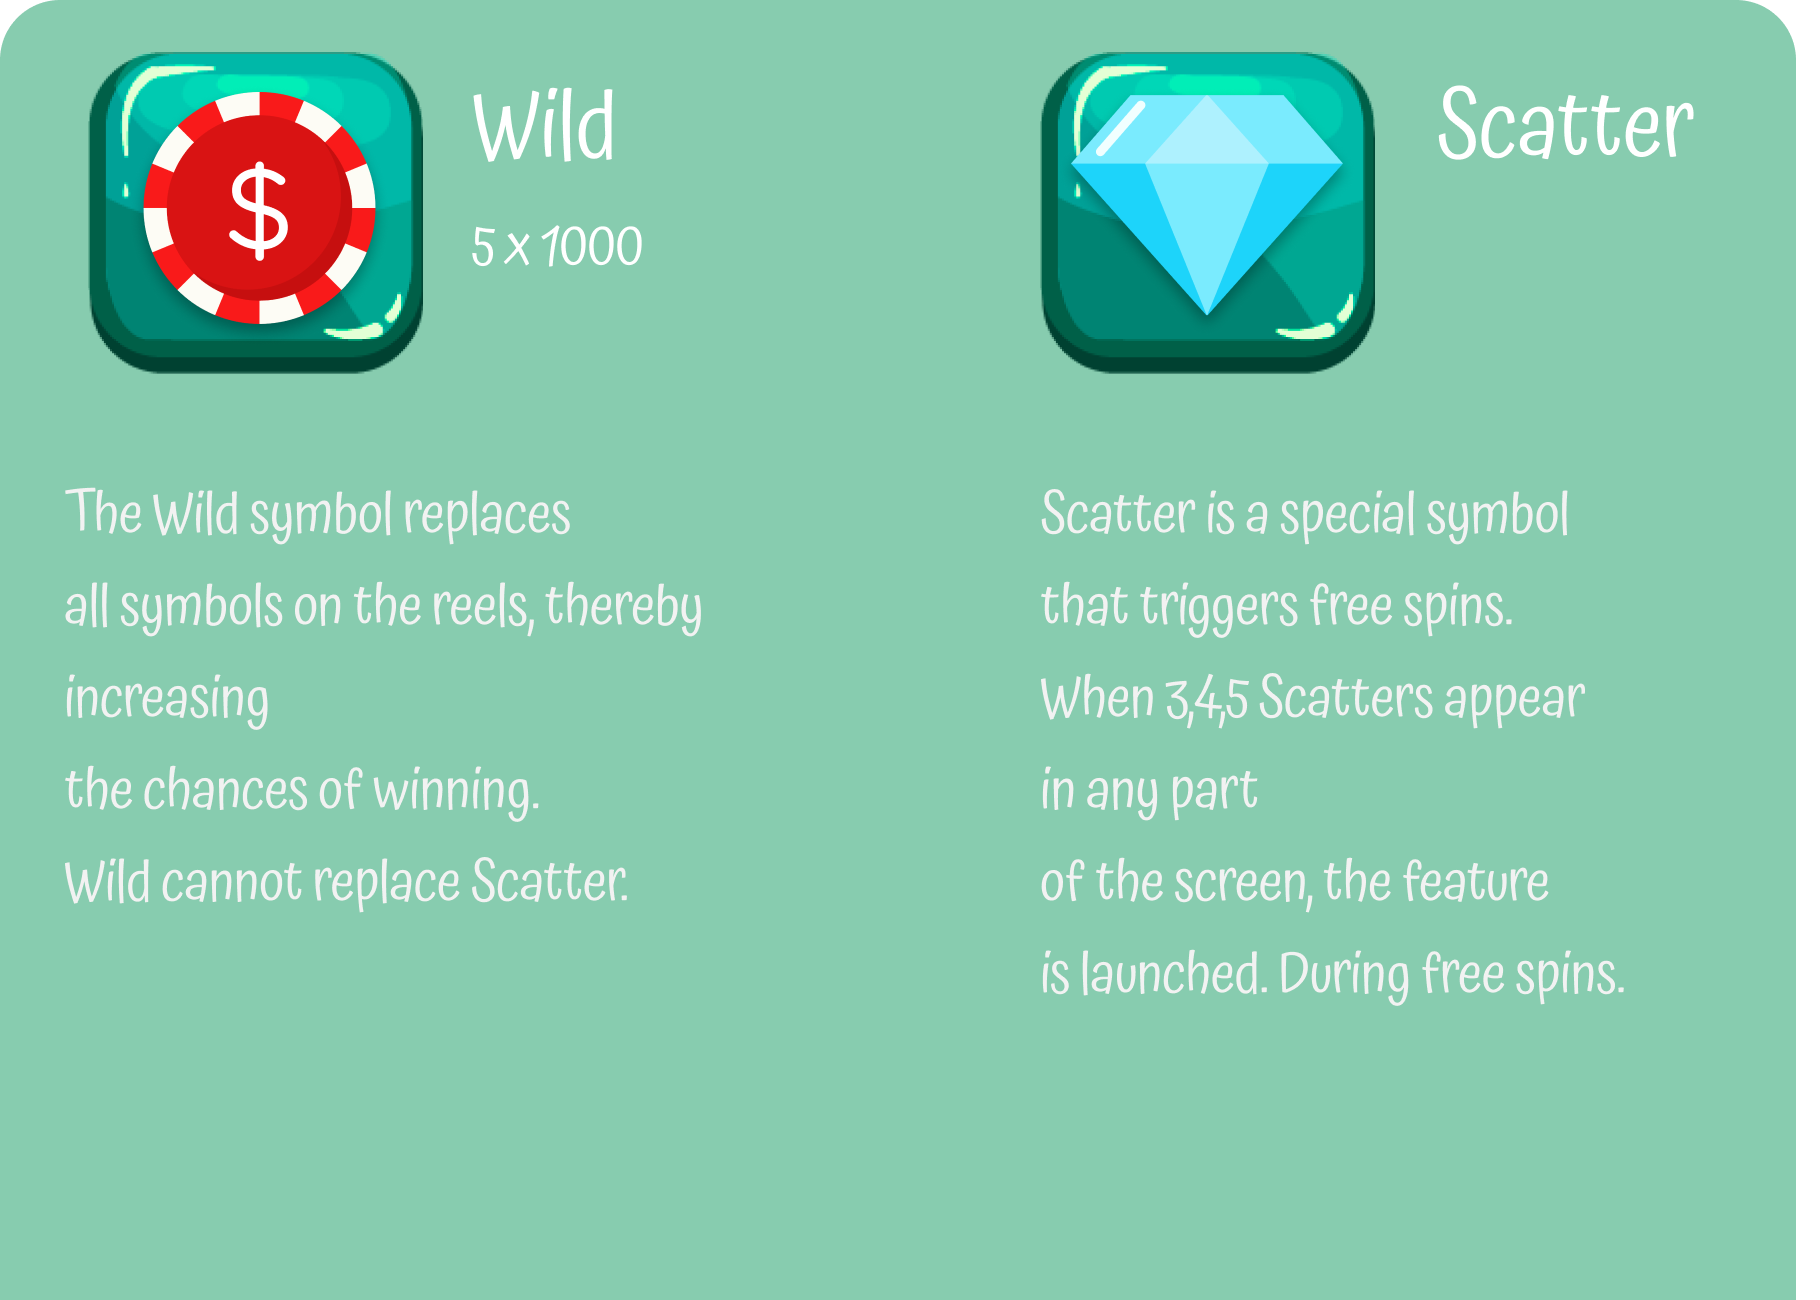 $
Wild
5 x 1000
The Wild symbol replaces
all symbols on the reels, thereby
increasing
the chances of winning.
Wild cannot replace Scatter.
Scatter
Scatter is a special symbol
that triggers free spins.
When 3,4,5 Scatters appear
in any part
of the screen, the feature
is launched. During free spins.